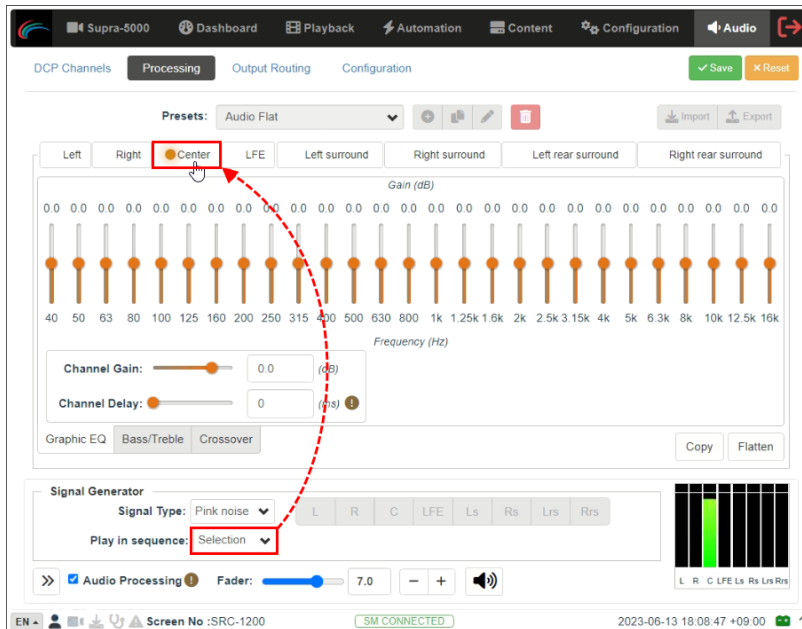 Supra-5000 Dashboard Playback Automation Content Configuration Audio
DCP Channels Processing Output Routing Configuration Save Reset
Presets: Audio Flat Import Export
Left Right Center LFE Left surround Right surround Left rear surround Right rear surround
Gain (dB)
0.0 0.0 0.0 0.0 0.0 0.0 0.0 0.0 0.0 0.0 0.0 0.0 0.0 0.0 0.0 0.0 0.0 0.0 0.0 0.0 0.0 0.0 0.0 0.0 0.0 0.0 0.0
40 50 63 80 100 125 160 200 250 315 400 500 630 800 1k 1.25k 1.6k 2k 2.5k 3.15k 4k 5k 6.3k 8k 10k 12.5k 16k
Frequency (Hz)
Channel Gain: 0.0 (dB)
Channel Delay: 0 (ms)
Graphic EQ Bass/Treble Crossover Copy Flatten
Signal Generator
Signal Type: Pink noise L R C LFE Ls Rs Lrs Rrs
Play in sequence: Selection
Audio Processing Fader: 7.0
L R C LFE Ls Rs Lrs Rrs
EN Screen No :SRC-1200 SM CONNECTED 2023-06-13 18:08:47 +09:00